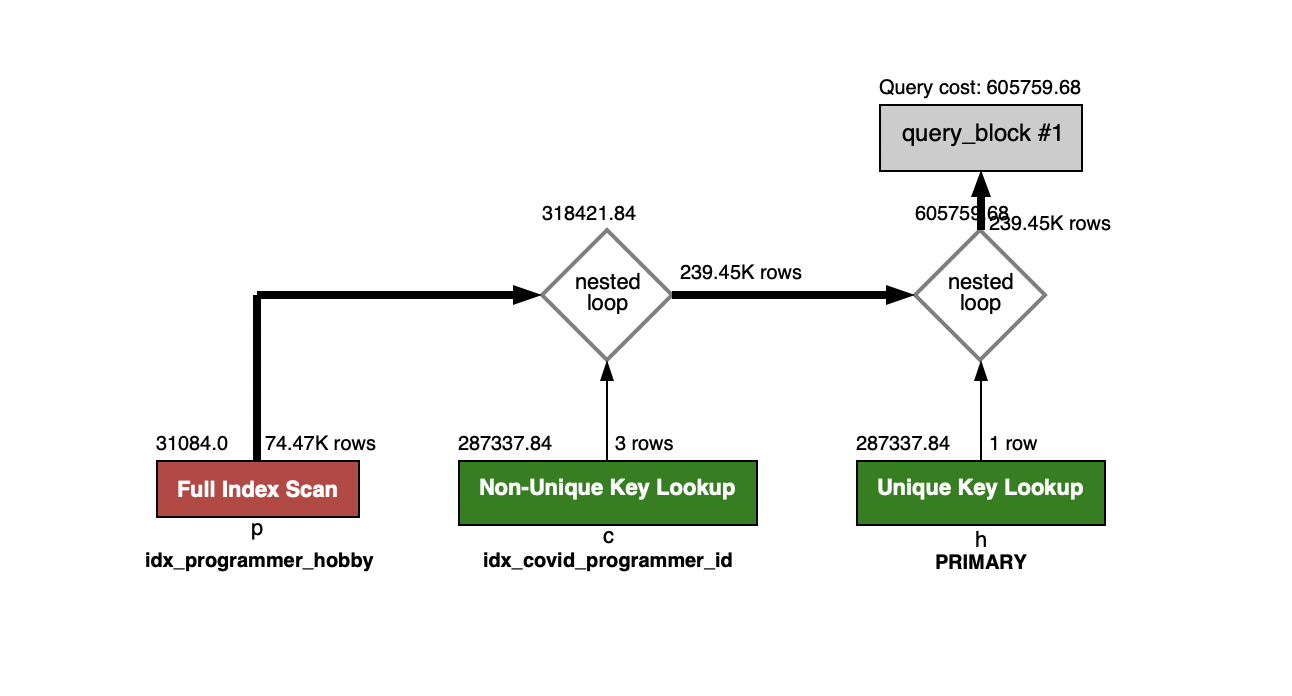 Query cost: 605759.68
query_block #1
318421.84
605759.68
239.45K rows
nested
loop
239.45K rows
nested
loop
31084.0
74.47K rows
287337.84
3 rows
287337.84
1 row
Full Index Scan
Non-Unique Key Lookup
Unique Key Lookup
p
c
h
idx_programmer_hobby
idx_covid_programmer_id
PRIMARY